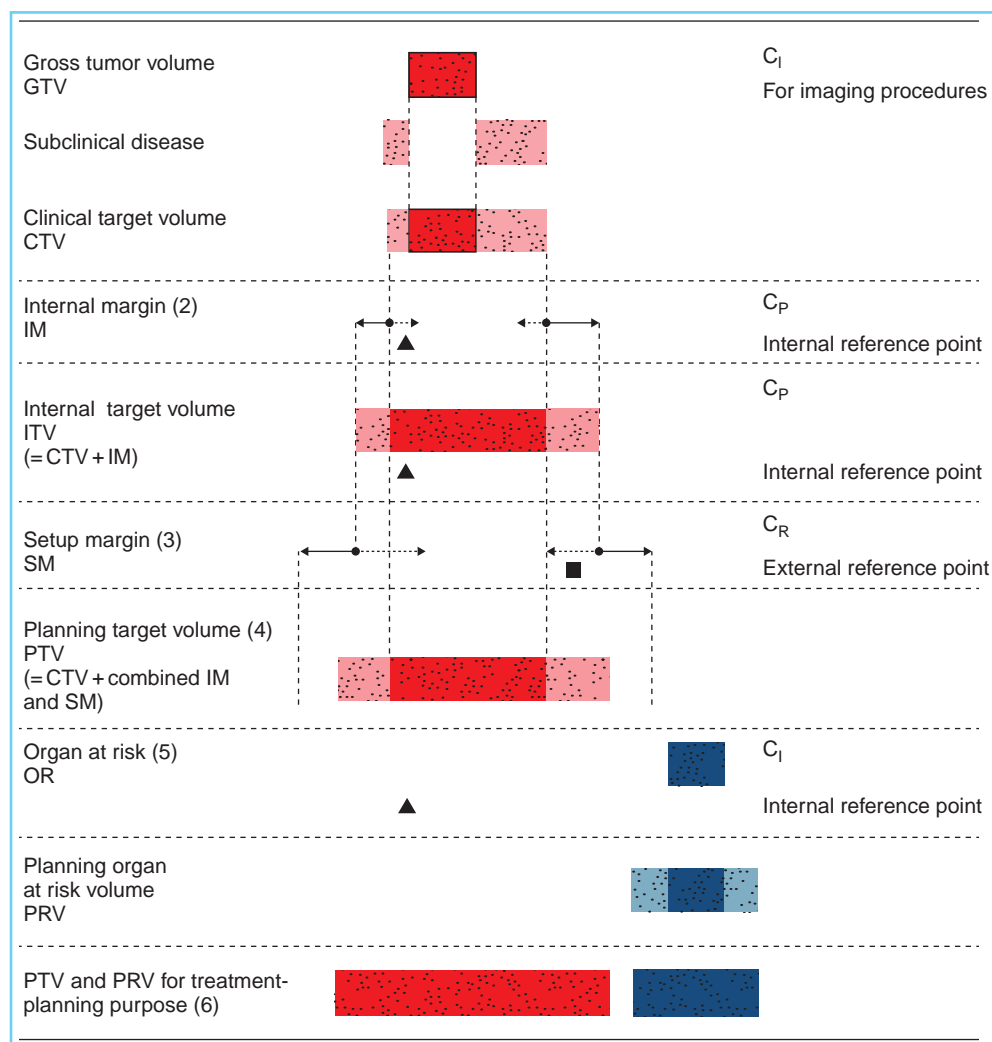 Gross tumor volume
GTV
C_I
For imaging procedures
Subclinical disease
Clinical target volume
CTV
Internal margin (2)
IM
C_P
Internal reference point
Internal target volume
ITV
(= CTV + IM)
C_P
Internal reference point
Setup margin (3)
SM
C_R
External reference point
Planning target volume (4)
PTV
(= CTV + combined IM
and SM)
Organ at risk (5)
OR
C_I
Internal reference point
Planning organ
at risk volume
PRV
PTV and PRV for treatment-
planning purpose (6)